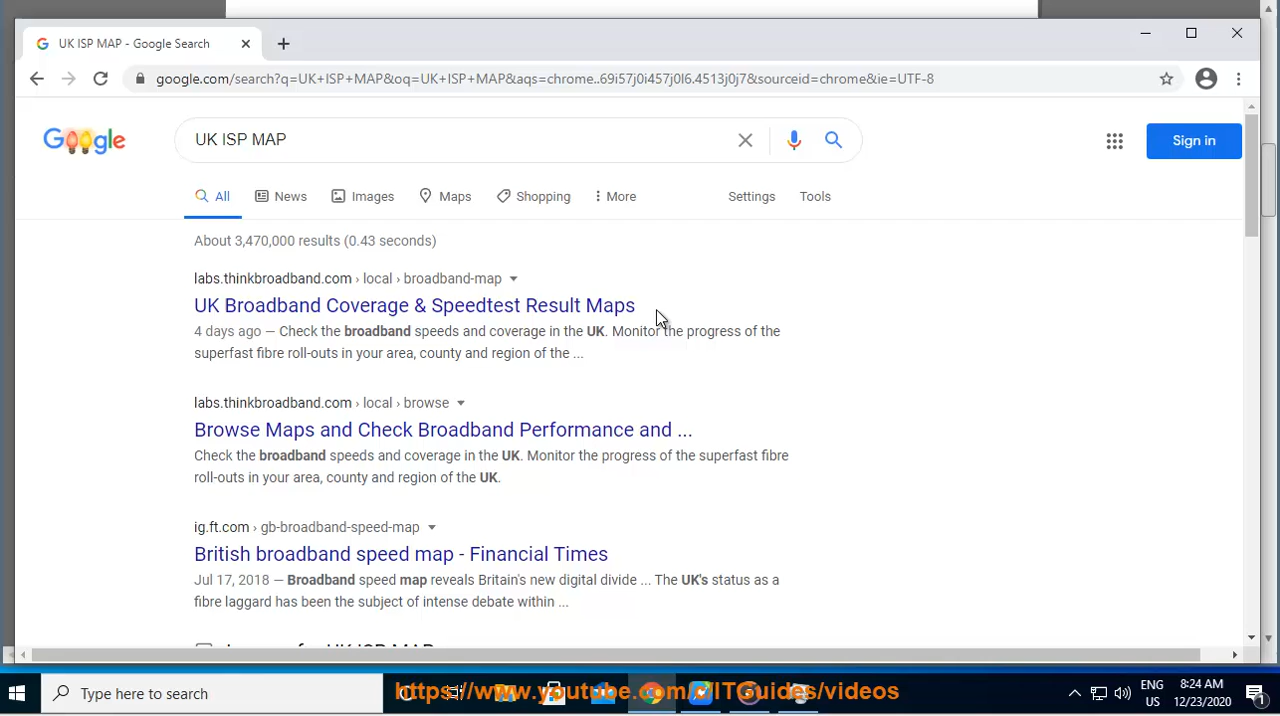 UK ISP MAP - Google Search
google.com/search?q=UK+ISP+MAP&oq=UK+ISP+MAP&aqs=chrome..69i57j0i457j0l6.4513j0j7&sourceid=chrome&ie=UTF-8
Google
UK ISP MAP
Sign in
All News Images Maps Shopping More Settings Tools
About 3,470,000 results (0.43 seconds)
labs.thinkbroadband.com › local › broadband-map
UK Broadband Coverage & Speedtest Result Maps
4 days ago — Check the broadband speeds and coverage in the UK. Monitor the progress of the
superfast fibre roll-outs in your area, county and region of the ...
labs.thinkbroadband.com › local › browse
Browse Maps and Check Broadband Performance and ...
Check the broadband speeds and coverage in the UK. Monitor the progress of the superfast fibre
roll-outs in your area, county and region of the UK.
ig.ft.com › gb-broadband-speed-map
British broadband speed map - Financial Times
Jul 17, 2018 — Broadband speed map reveals Britain's new digital divide ... The UK's status as a
fibre laggard has been the subject of intense debate within ...
UK ISP MAP
Type here to search
https://www.youtube.com/c/ITGuides/videos
ENG
US
8:24 AM
12/23/2020
1